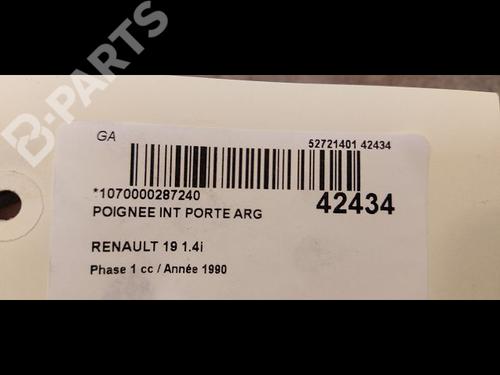 B-PARTS
GA
52721401 42434
*1070000287240
42434
POIGNEE INT PORTE ARG
RENAULT 19 1.4i
Phase 1 cc / Année 1990